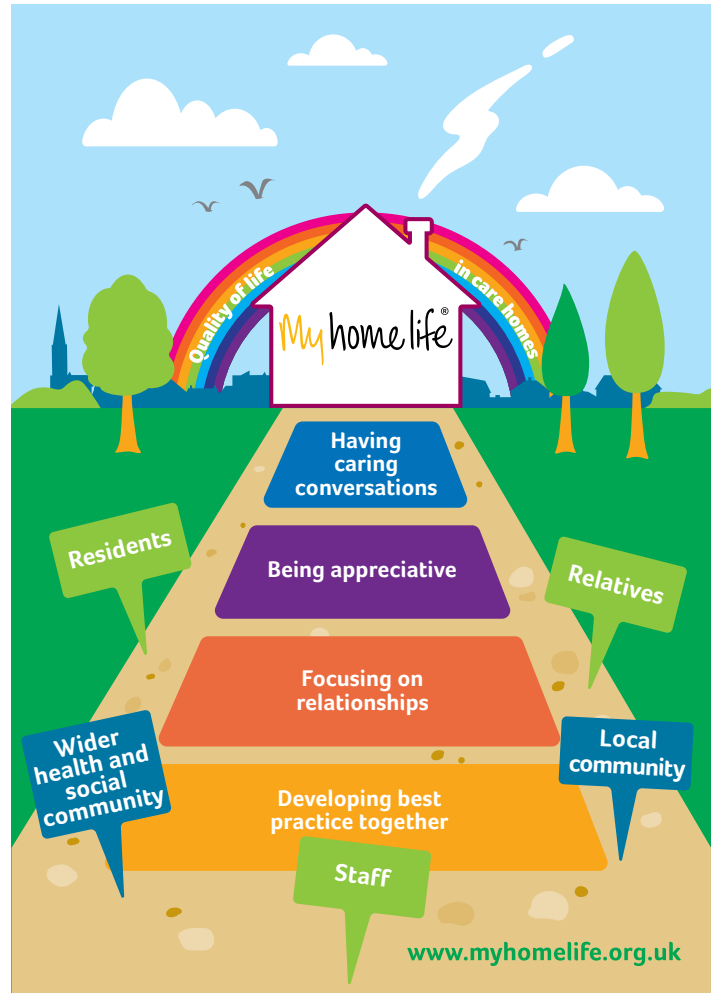 Quality of life
in care homes
My home life®
Having
caring
conversations
Residents
Being appreciative
Relatives
Focusing on
relationships
Wider
health and
social
community
Local
community
Developing best
practice together
Staff
www.myhomelife.org.uk